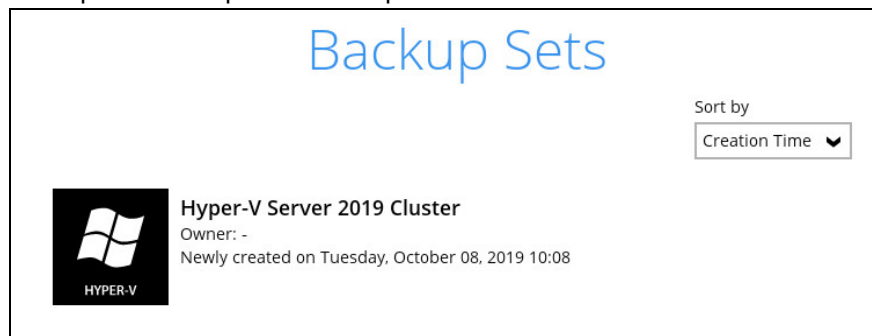 Backup Sets
Sort by
Creation Time
Hyper-V Server 2019 Cluster
Owner: -
Newly created on Tuesday, October 08, 2019 10:08
HYPER-V